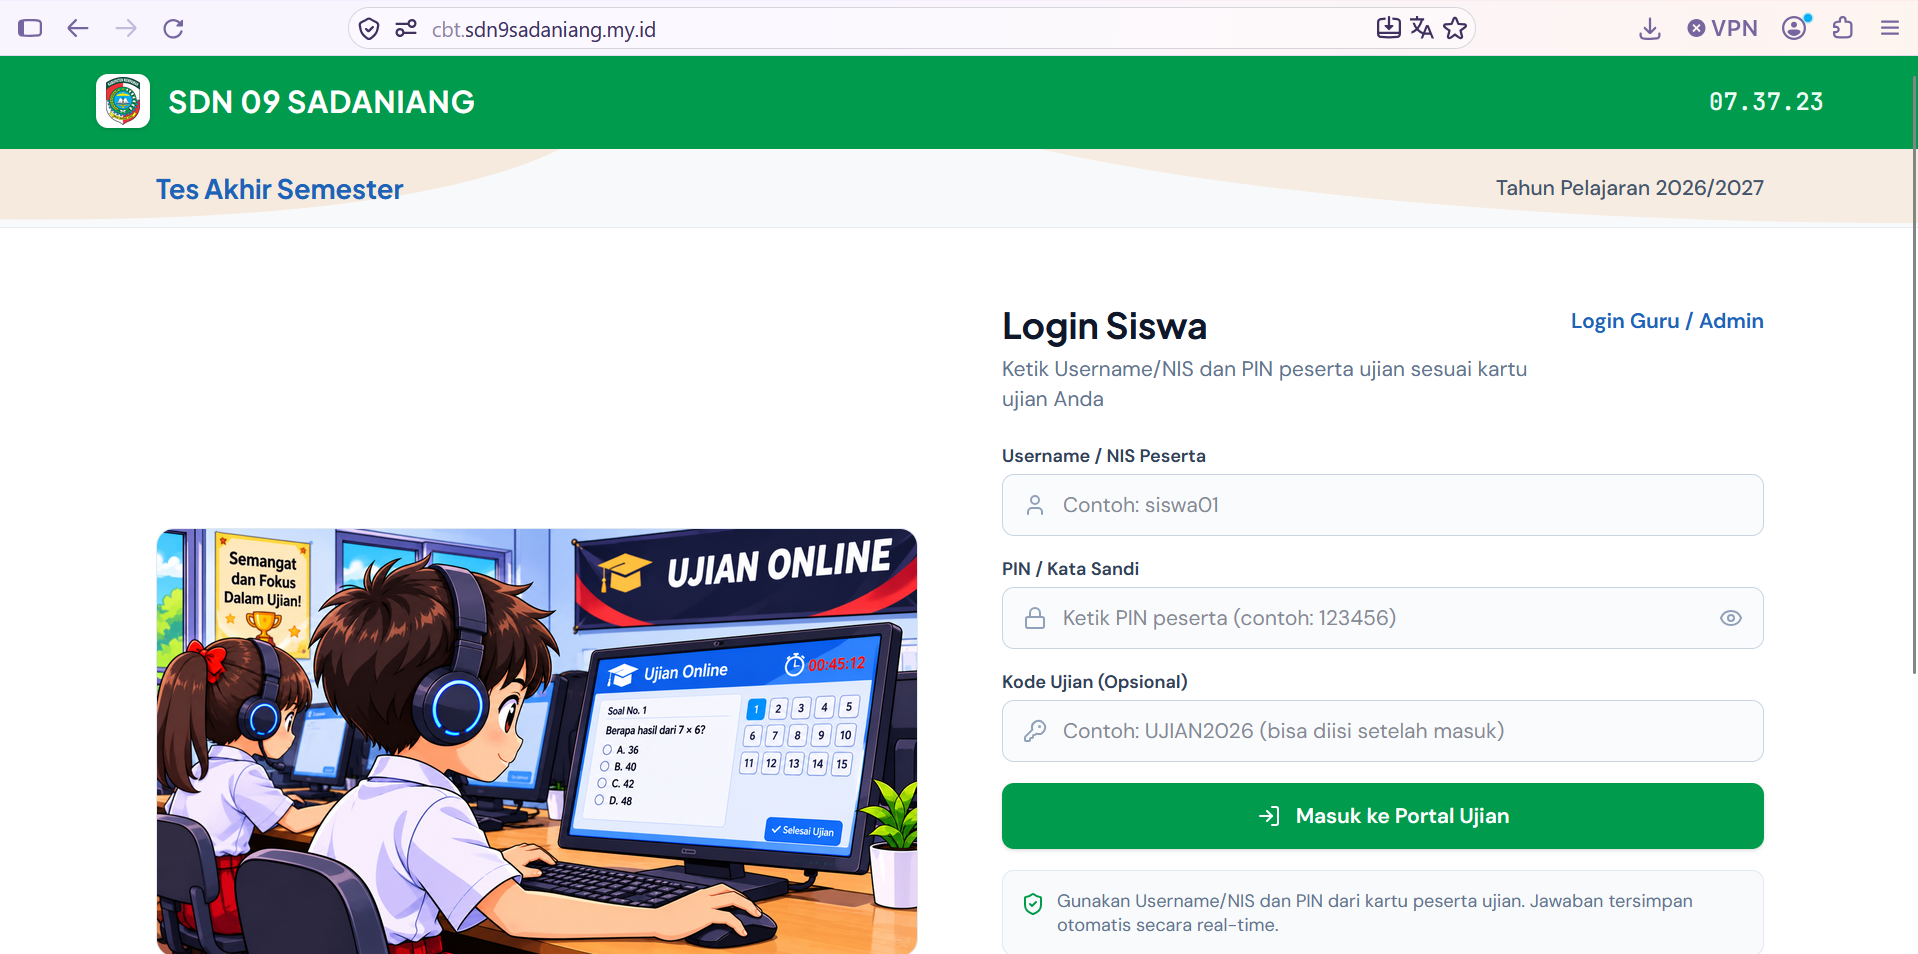 cbt.sdn9sadaniang.my.id
VPN
SDN 09 SADANIANG
07.37.23
Tes Akhir Semester
Tahun Pelajaran 2026/2027
Login Siswa
Login Guru / Admin
Ketik Username/NIS dan PIN peserta ujian sesuai kartu
ujian Anda
Username / NIS Peserta
Contoh: siswa01
PIN / Kata Sandi
Ketik PIN peserta (contoh: 123456)
Kode Ujian (Opsional)
Contoh: UJIAN2026 (bisa diisi setelah masuk)
Masuk ke Portal Ujian
Gunakan Username/NIS dan PIN dari kartu peserta ujian. Jawaban tersimpan
otomatis secara real-time.
Semangat
dan Fokus
Dalam Ujian!
UJIAN ONLINE
Ujian Online
00:45:12
Soal No. 1
Berapa hasil dari 7 × 6?
A. 36
B. 40
C. 42
D. 48
1 2 3 4 5
6 7 8 9 10
11 12 13 14 15
Selesai Ujian